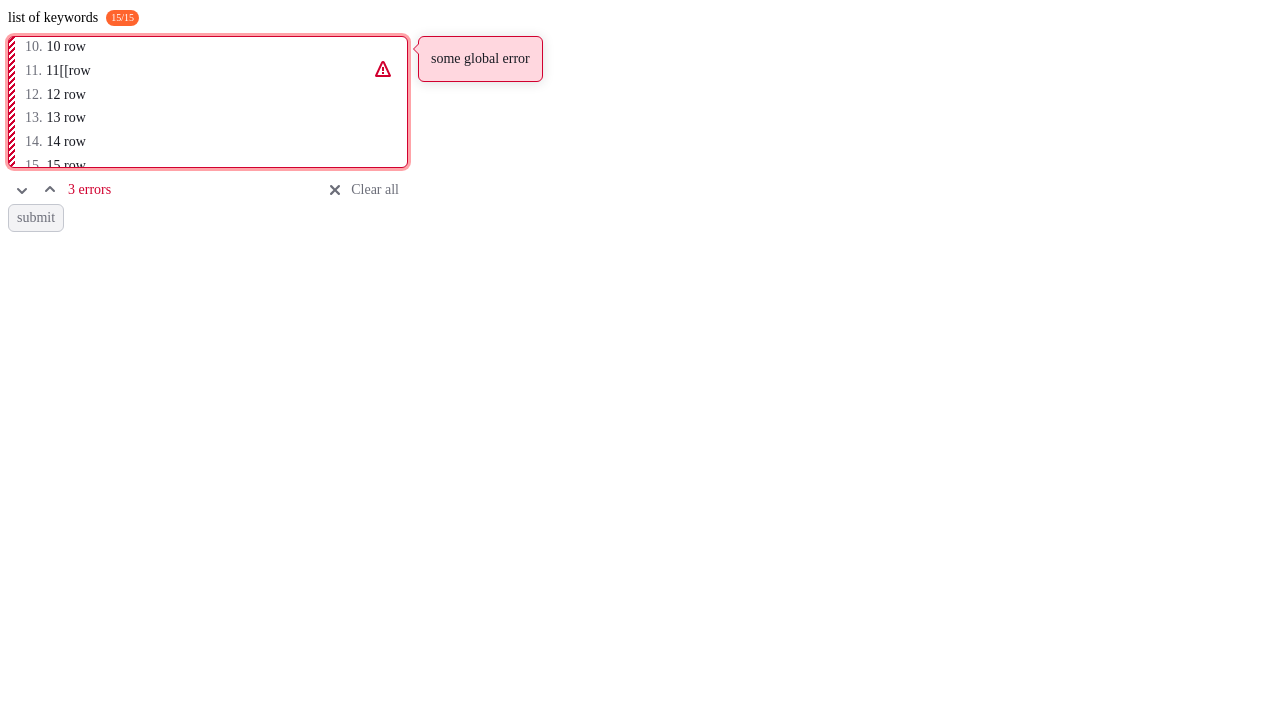 list of keywords 15/15
10. 10 row
11. 11[[row
12. 12 row
13. 13 row
14. 14 row
15. 15 row
some global error
3 errors
Clear all
submit